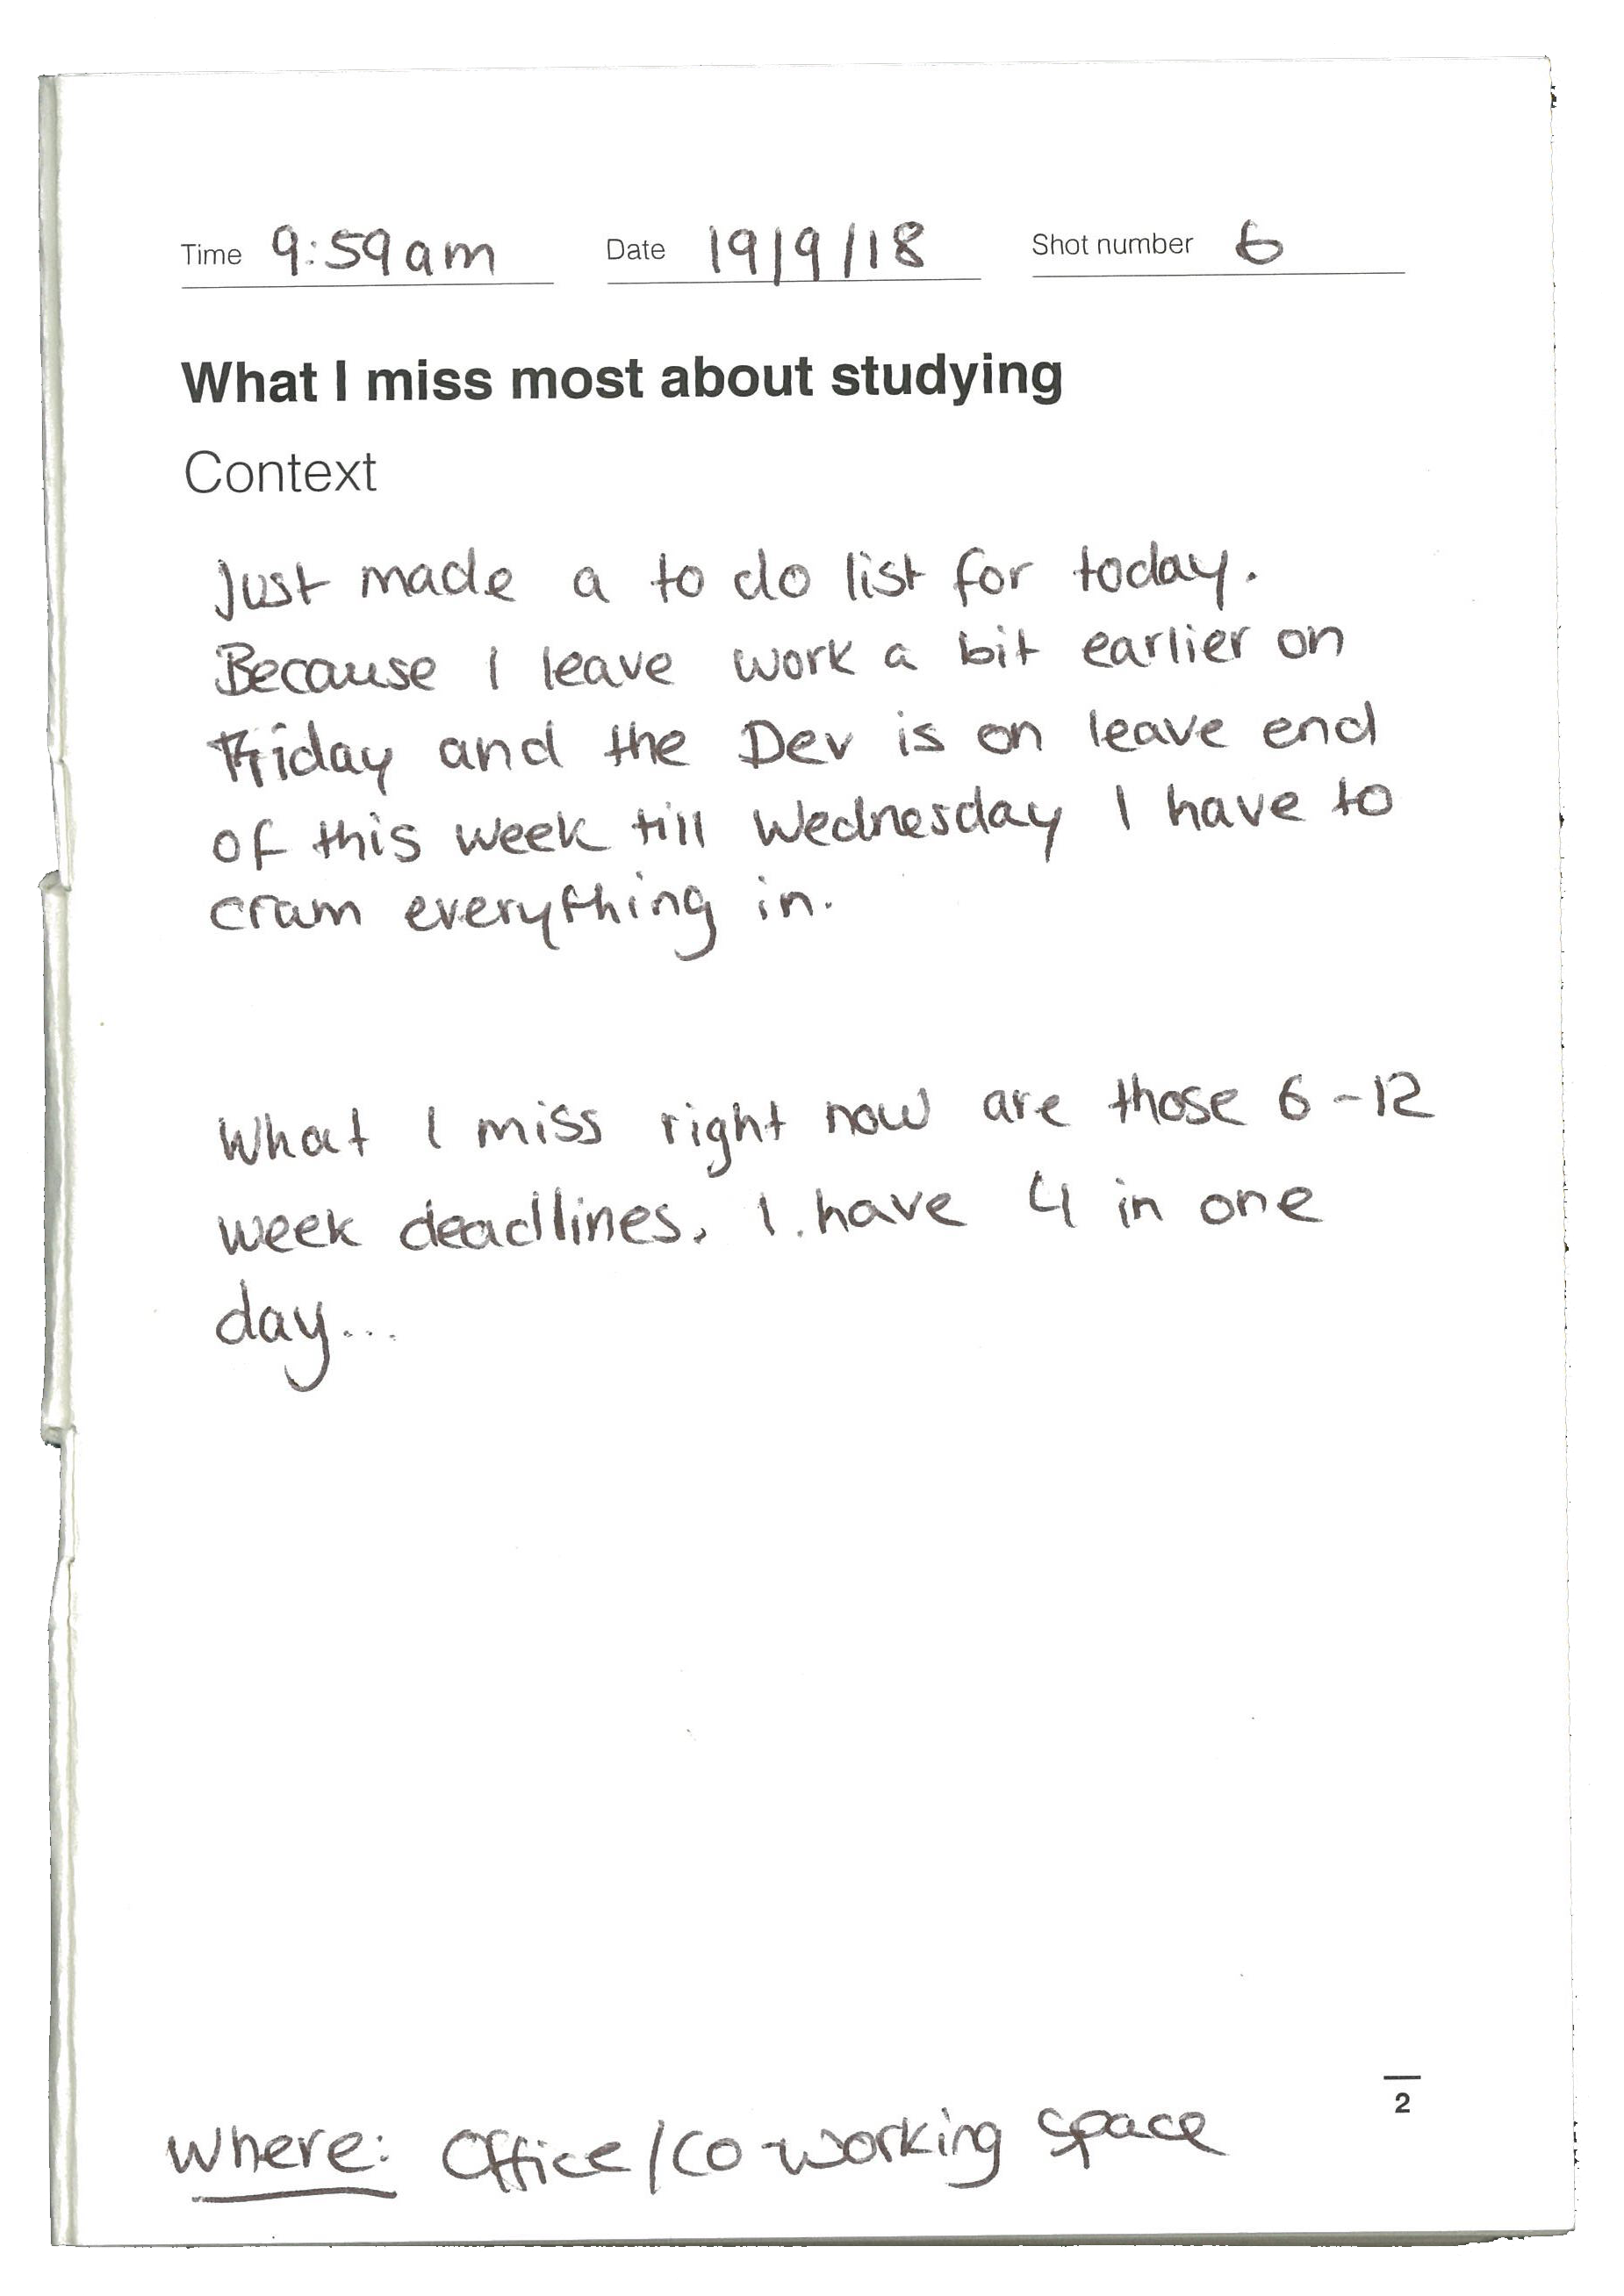 Time 9:59am Date 19/9/18 Shot number 6
What I miss most about studying
Context
Just made a to do list for today.
Because I leave work a bit earlier on
Friday and the Dev is on leave end
of this week till Wednesday I have to
cram everything in.
What I miss right now are those 6-12
week deadlines. I have 4 in one
day...
2
Where: Office/Co-working space